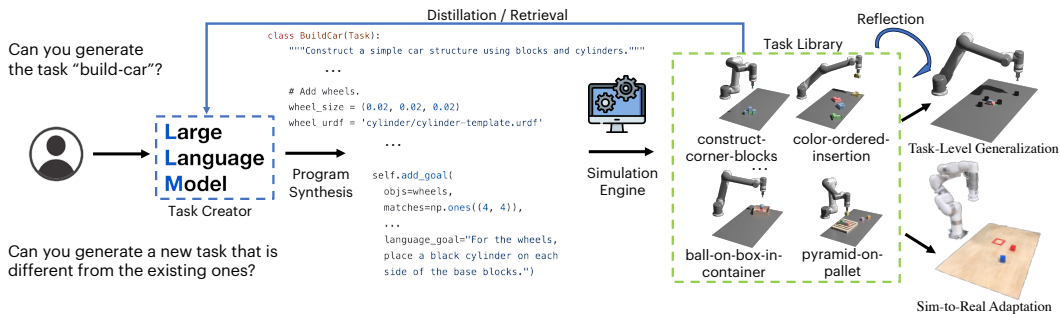 Distillation / Retrieval
Reflection
Can you generate
the task “build-car”?
class BuildCar(Task):
"""Construct a simple car structure using blocks and cylinders."""
...
# Add wheels.
wheel_size = (0.02, 0.02, 0.02)
wheel_urdf = 'cylinder/cylinder-template.urdf'
...
self.add_goal(
objs=wheels,
matches=np.ones((4, 4)),
...
language_goal="For the wheels,
place a black cylinder on each
side of the base blocks.")
Large
Language
Model
Task Creator
Program
Synthesis
Simulation
Engine
Task Library
construct-
corner-blocks
color-ordered-
insertion
...
ball-on-box-in-
container
pyramid-on-
pallet
Task-Level Generalization
Sim-to-Real Adaptation
Can you generate a new task that is
different from the existing ones?